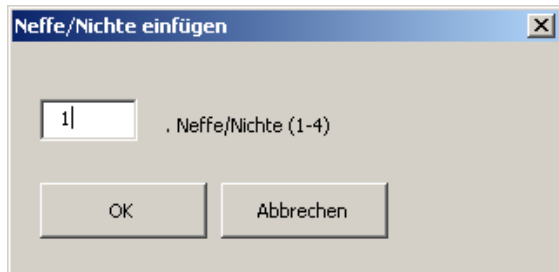 Neffe/Nichte einfügen
1 . Neffe/Nichte (1-4)
OK Abbrechen